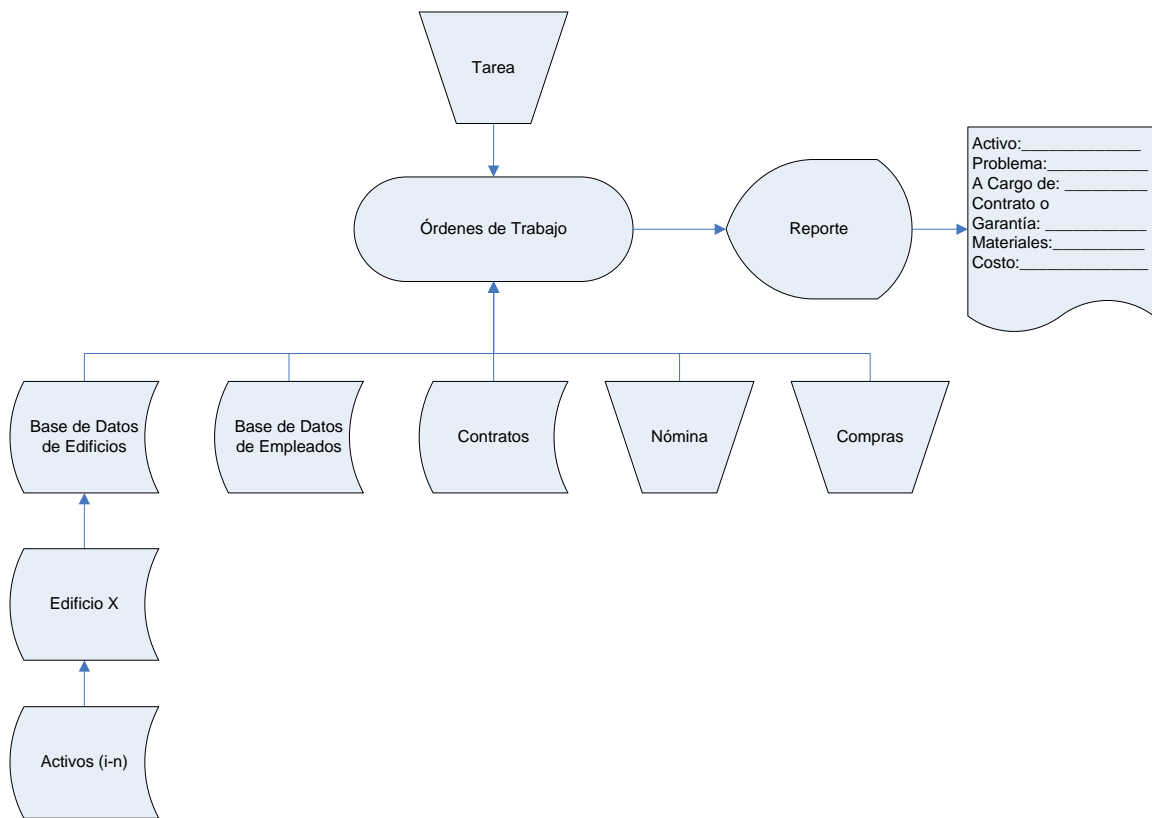 Tarea
Órdenes de Trabajo
Reporte
Activo:_____________
Problema:___________
A Cargo de: _________
Contrato o
Garantía: ___________
Materiales:__________
Costo:______________
Base de Datos
de Edificios
Base de Datos
de Empleados
Contratos
Nómina
Compras
Edificio X
Activos (i-n)